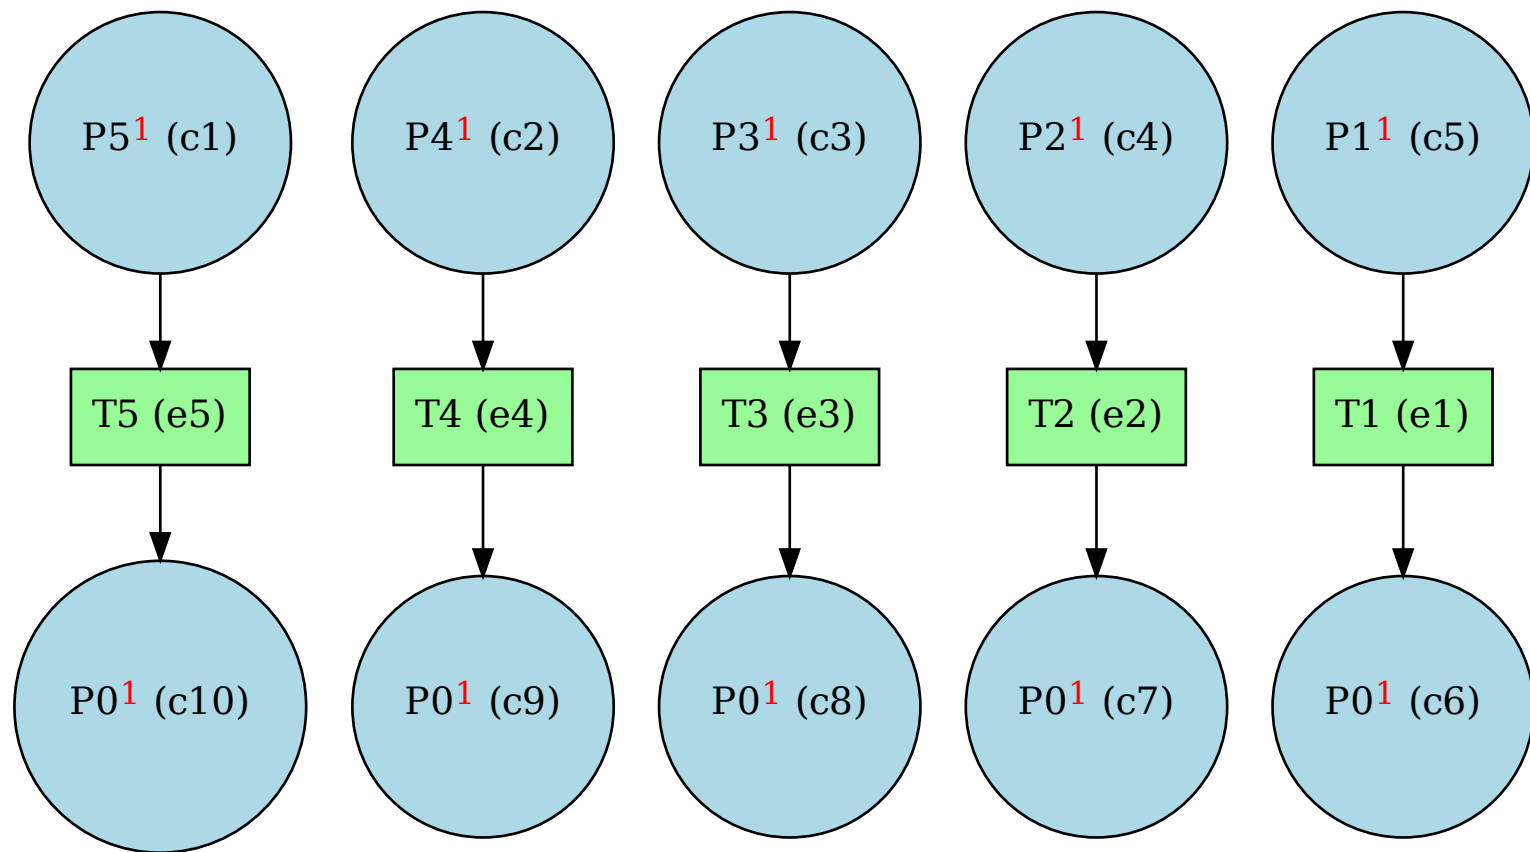 P5¹ (c1)
P4¹ (c2)
P3¹ (c3)
P2¹ (c4)
P1¹ (c5)
T5 (e5)
T4 (e4)
T3 (e3)
T2 (e2)
T1 (e1)
P0¹ (c10)
P0¹ (c9)
P0¹ (c8)
P0¹ (c7)
P0¹ (c6)